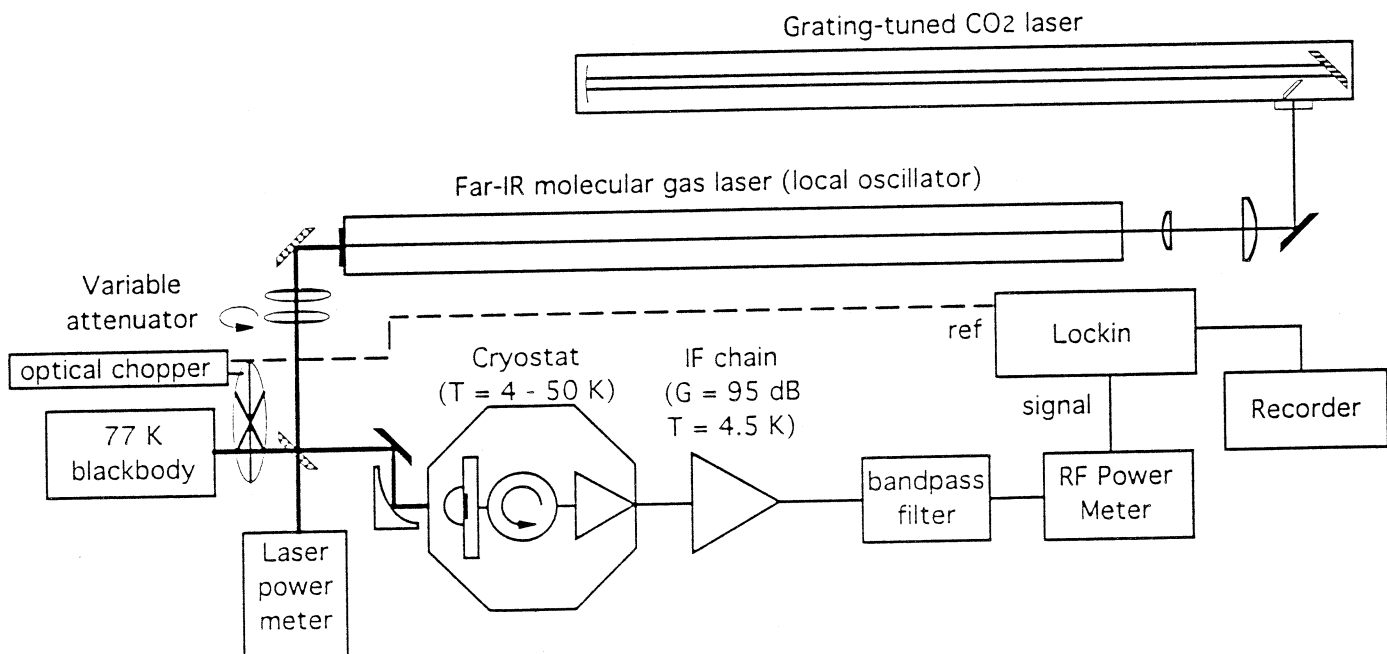 Grating-tuned CO2 laser
Far-IR molecular gas laser (local oscillator)
Variable
attenuator
optical chopper
77 K
blackbody
Laser
power
meter
Cryostat
(T = 4 - 50 K)
IF chain
(G = 95 dB
T = 4.5 K)
ref
Lockin
signal
Recorder
bandpass
filter
RF Power
Meter